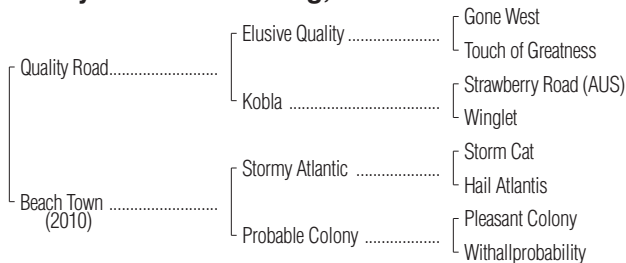 Gone West
Elusive Quality ....................
Touch of Greatness
Quality Road........................
Strawberry Road (AUS)
Kobla .................................
Winglet
Storm Cat
Stormy Atlantic ..................
Hail Atlantis
Beach Town ........................
(2010)
Pleasant Colony
Probable Colony .................
Withallprobability